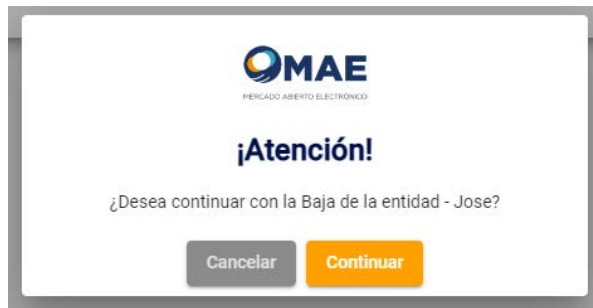 MAE
MERCADO ABIERTO ELECTRÓNICO
¡Atención!
¿Desea continuar con la Baja de la entidad - Jose?
Cancelar
Continuar